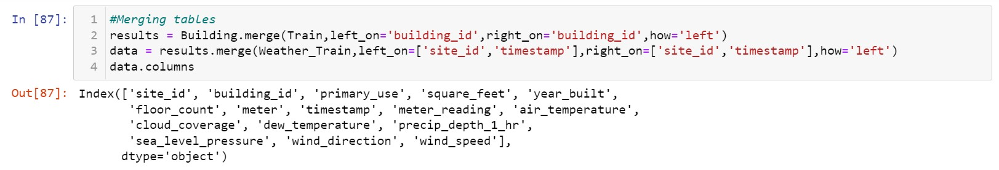 In [87]: 1 #Merging tables
2 results = Building.merge(Train,left_on='building_id',right_on='building_id',how='left')
3 data = results.merge(Weather_Train,left_on=['site_id','timestamp'],right_on=['site_id','timestamp'],how='left')
4 data.columns
Out[87]: Index(['site_id', 'building_id', 'primary_use', 'square_feet', 'year_built',
'floor_count', 'meter', 'timestamp', 'meter_reading', 'air_temperature',
'cloud_coverage', 'dew_temperature', 'precip_depth_1_hr',
'sea_level_pressure', 'wind_direction', 'wind_speed'],
dtype='object')